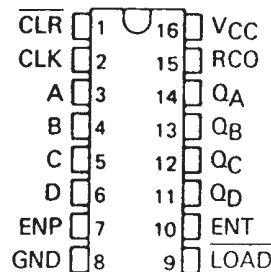 CLR 1 16 VCC
CLK 2 15 RCO
A 3 14 QA
B 4 13 QB
C 5 12 QC
D 6 11 QD
ENP 7 10 ENT
GND 8 9 LOAD